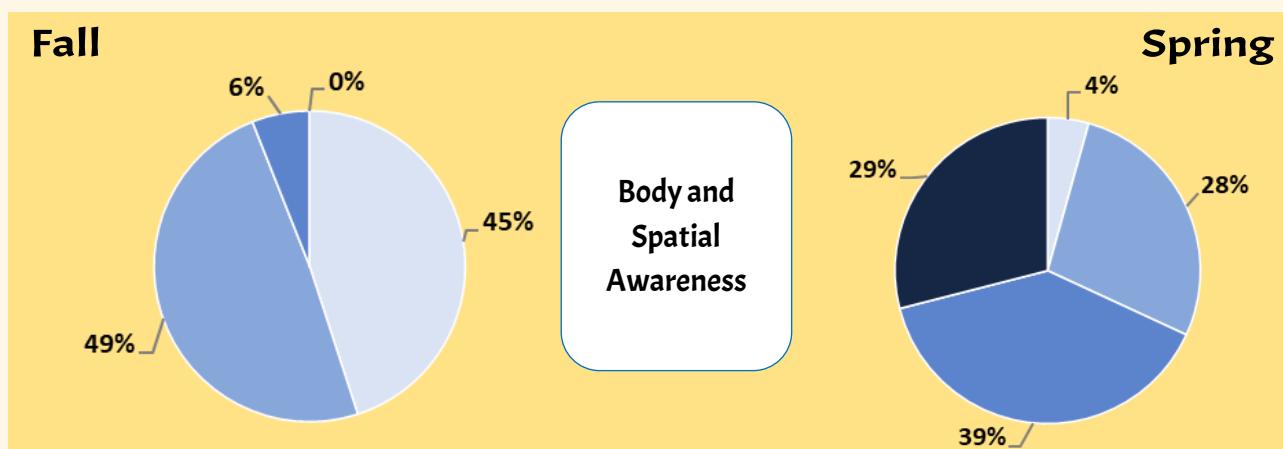 Fall
Spring
6%
0%
45%
49%
Body and
Spatial
Awareness
4%
29%
28%
39%